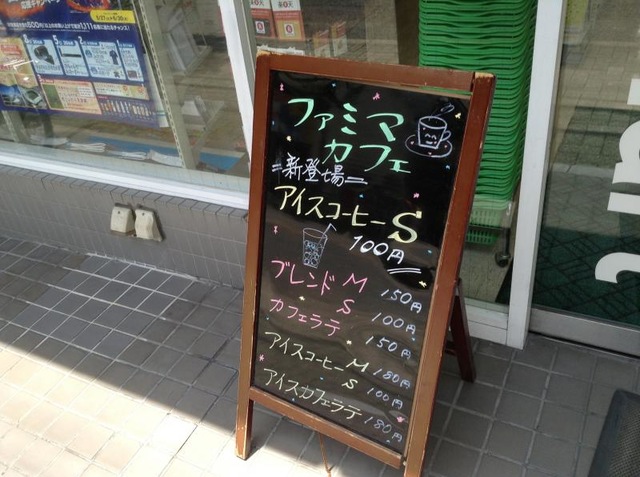 ファミマ
カフェ
=新登場=
アイスコーヒーS
100円
ブレンド M 150円
S 100円
カフェラテ 150円
アイスコーヒー M 180円
S 100円
アイスカフェラテ 180円